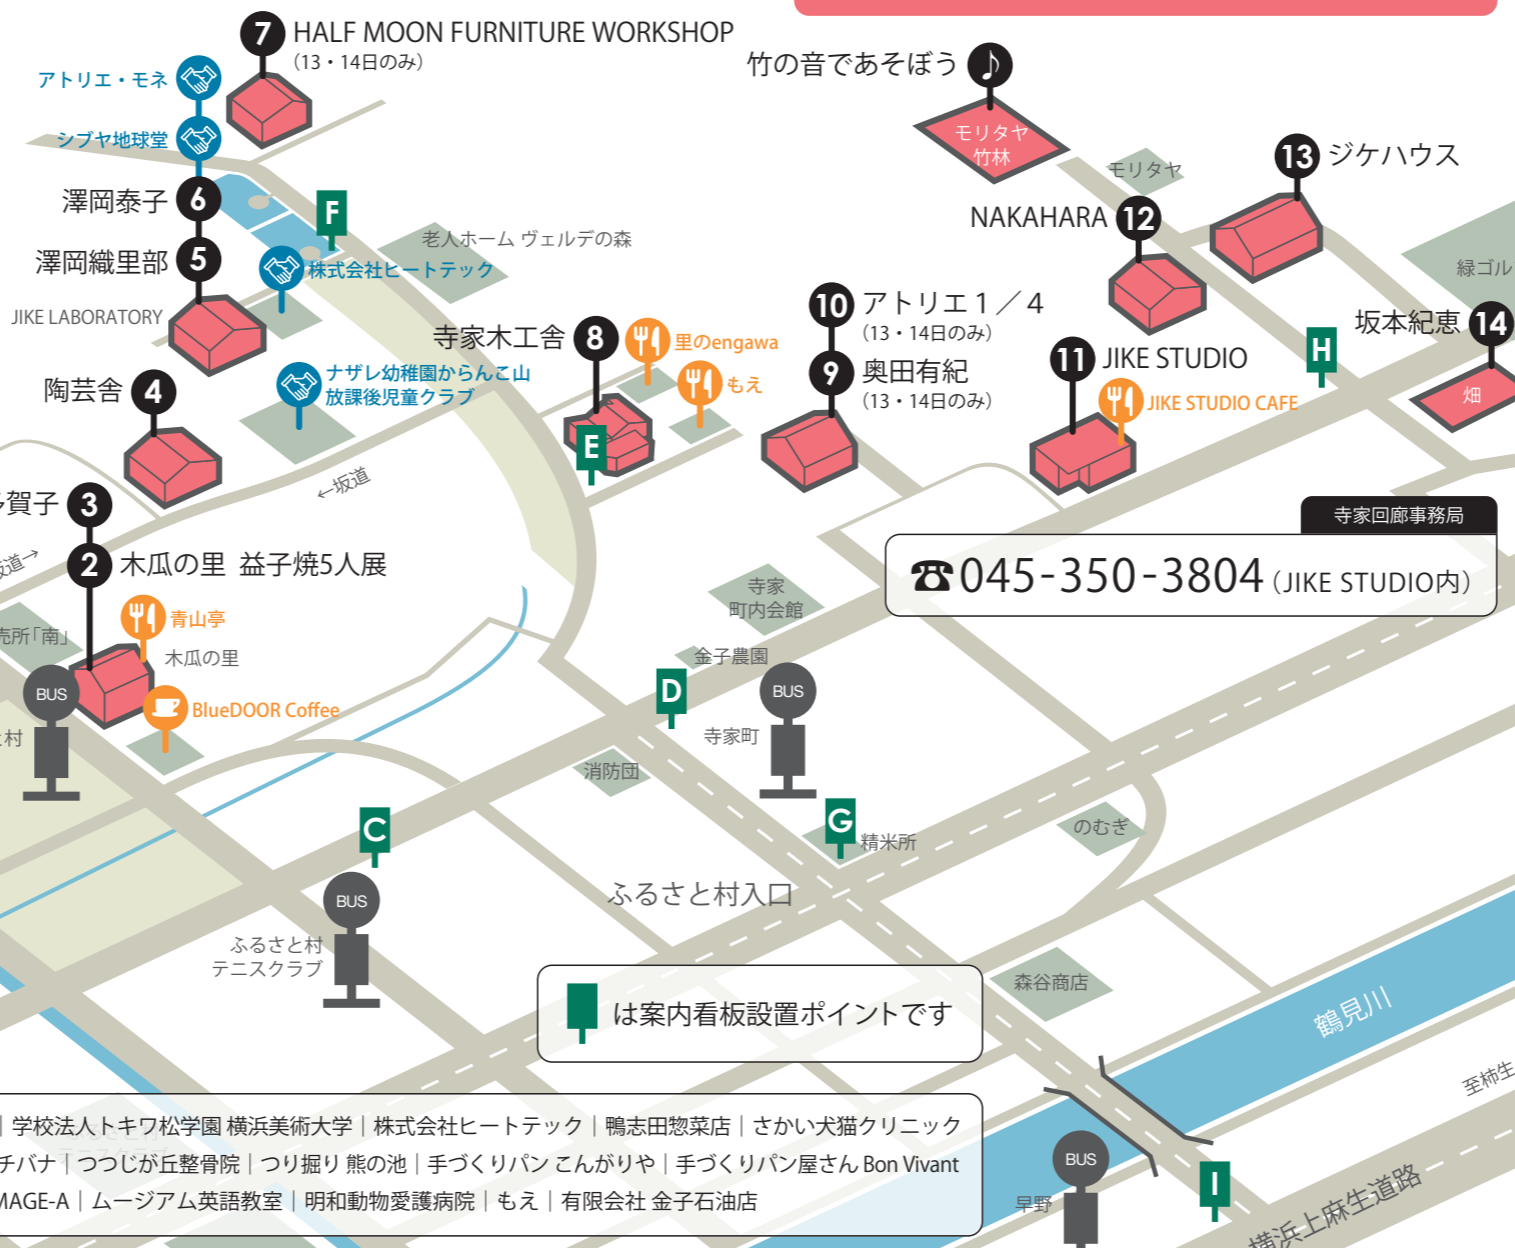 7 HALF MOON FURNITURE WORKSHOP
(13・14日のみ)
アトリエ・モネ
シブヤ地球堂
6 澤岡泰子
5 澤岡織里部
JIKE LABORATORY
F
老人ホーム ヴェルデの森
株式会社ヒートテック
竹の音であそぼう
モリタヤ
竹林
モリタヤ
13 ジケハウス
NAKAHARA 12
緑ゴル
坂本紀恵 14
畑
H
10 アトリエ1／4
(13・14日のみ)
9 奥田有紀
(13・14日のみ)
11 JIKE STUDIO
JIKE STUDIO CAFE
寺家木工舎 8
里のengawa
もえ
E
ナザレ幼稚園からんこ山
放課後児童クラブ
陶芸舎 4
←坂道
賀子 3
道→
2 木瓜の里 益子焼5人展
青山亭
売所「南」
木瓜の里
BUS
村
BlueDOOR Coffee
寺家回廊事務局
☎045-350-3804（JIKE STUDIO内）
寺家
町内会館
金子農園
D
BUS
寺家町
消防団
C
G
精米所
のむぎ
BUS
ふるさと村
テニスクラブ
ふるさと村入口
森谷商店
鶴見川
は案内看板設置ポイントです
至柿生
｜学校法人トキワ松学園 横浜美術大学｜株式会社ヒートテック｜鴨志田惣菜店｜さかい犬猫クリニック
チバナ｜つつじが丘整骨院｜つり掘り 熊の池｜手づくりパン こんがりや｜手づくりパン屋さん Bon Vivant
MAGE-A｜ムージアム英語教室｜明和動物愛護病院｜もえ｜有限会社 金子石油店
BUS
早野
I
横浜上麻生道路